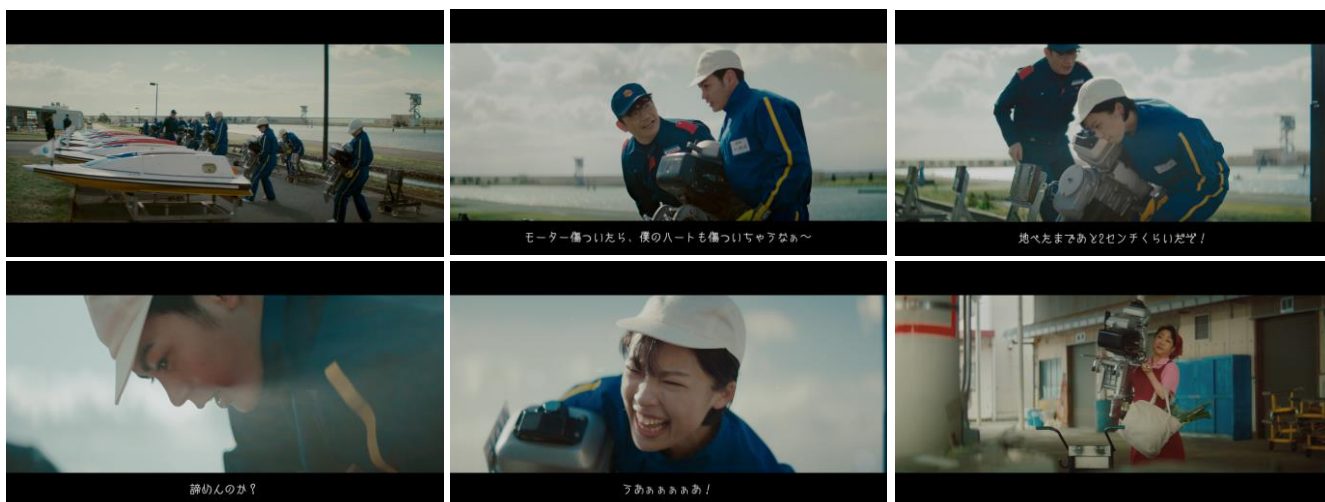 モーター傷ついたら、僕のハートも傷ついちゃうなぁ〜
地べたまであと2センチくらいだぞ!
諦めんのか?
うあぁぁぁぁあ!